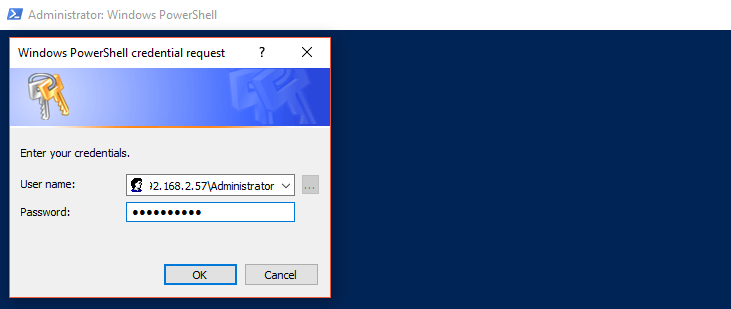 Administrator: Windows PowerShell
Windows PowerShell credential request
Enter your credentials.
User name: 92.168.2.57\Administrator ...
Password: ●●●●●●●●●●
OK Cancel